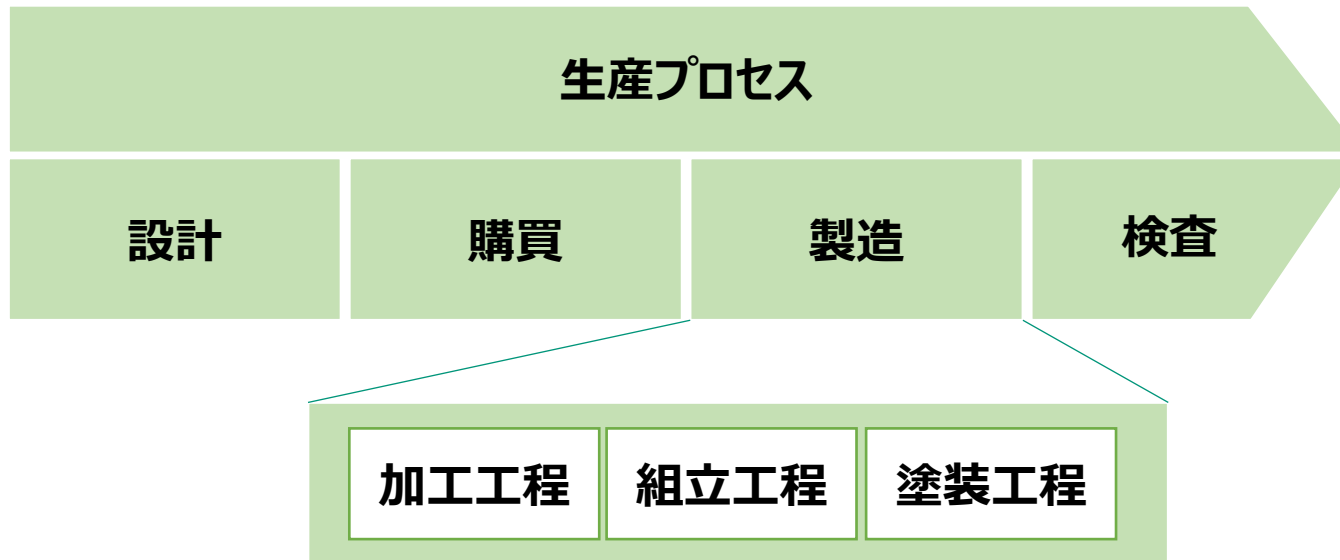 生産プロセス
設計
購買
製造
検査
加工工程
組立工程
塗装工程